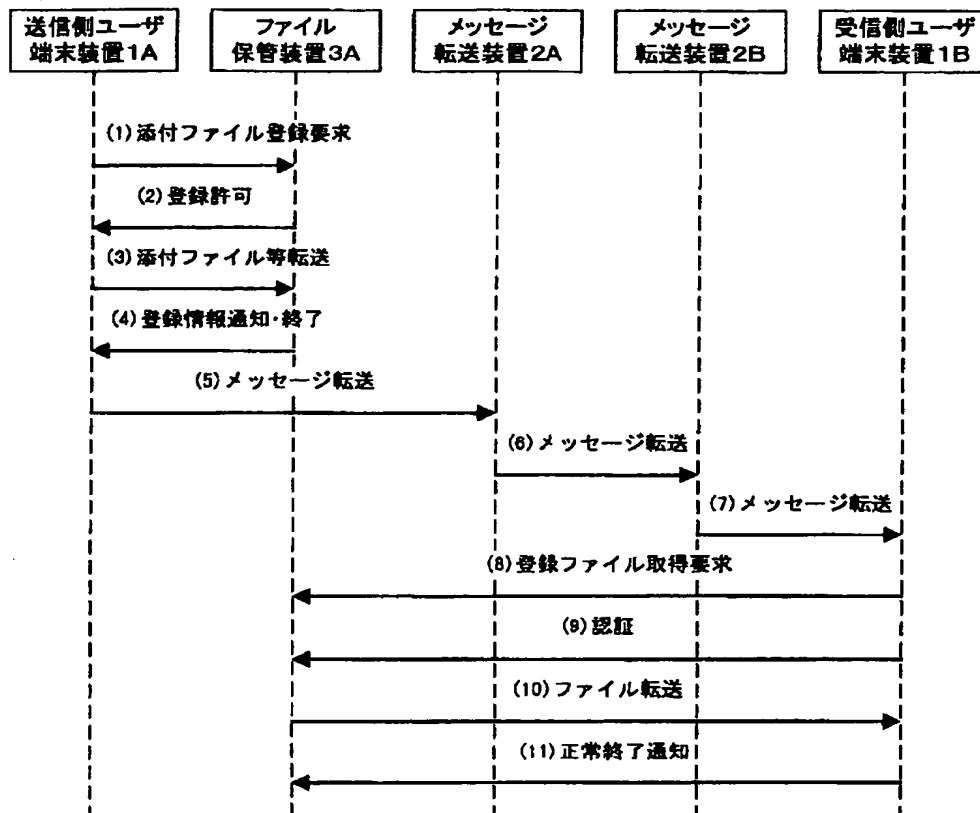 送信側ユーザ
端末装置1A
ファイル
保管装置3A
メッセージ
転送装置2A
メッセージ
転送装置2B
受信側ユーザ
端末装置1B
(1)添付ファイル登録要求
(2)登録許可
(3)添付ファイル等転送
(4)登録情報通知・終了
(5)メッセージ転送
(6)メッセージ転送
(7)メッセージ転送
(8)登録ファイル取得要求
(9)認証
(10)ファイル転送
(11)正常終了通知